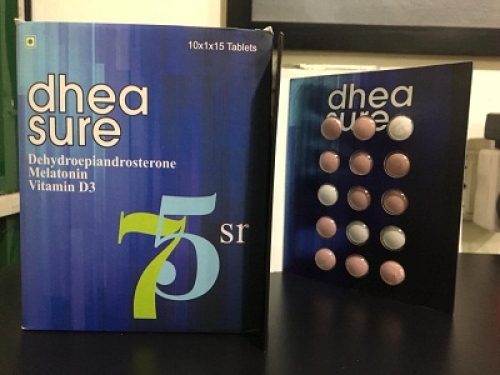 10x1x15 Tablets
dhea
sure
Dehydroepiandrosterone
Melatonin
Vitamin D3
75 sr
dhea
sure